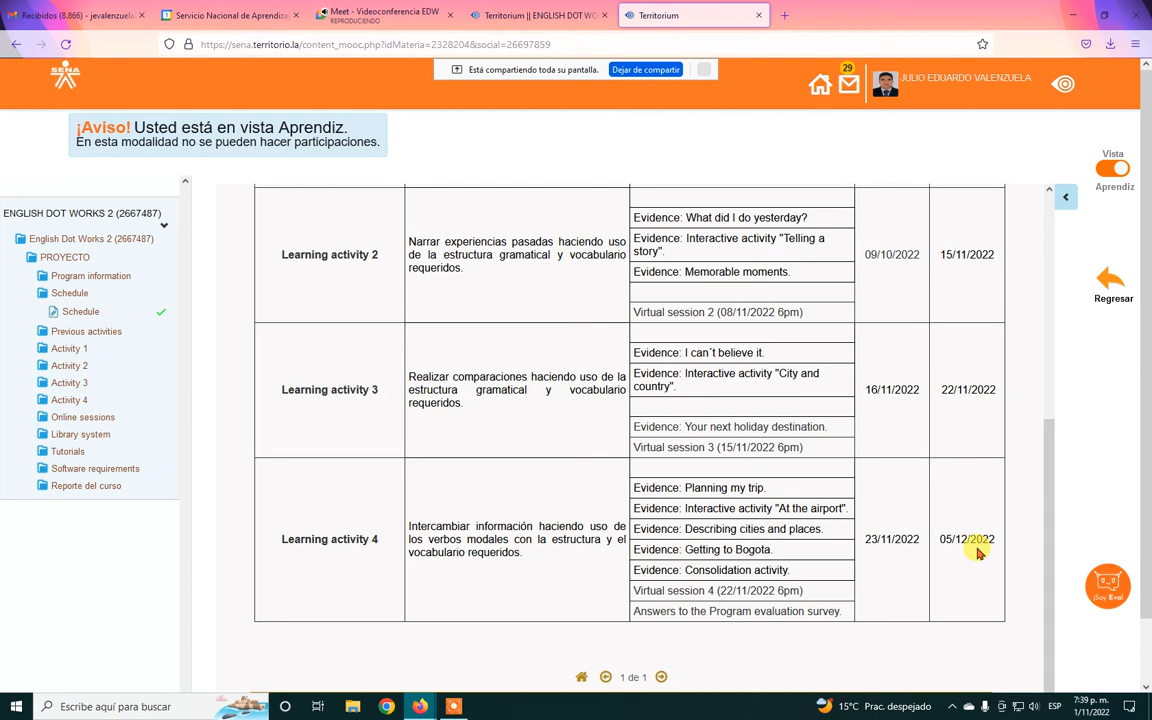 Recibidos (8.866) - jevalenzuela
Servicio Nacional de Aprendizaj
Meet - Videoconferencia EDW
REPRODUCIENDO
Territorium || ENGLISH DOT WO
Territorium
https://sena.territorio.la/content_mooc.php?idMateria=2328204&social=26697859
SENA
Está compartiendo toda su pantalla.
Dejar de compartir
29
JULIO EDUARDO VALENZUELA
¡Aviso! Usted está en vista Aprendiz.
En esta modalidad no se pueden hacer participaciones.
Vista
Aprendiz
Regresar
ENGLISH DOT WORKS 2 (2667487)
English Dot Works 2 (2667487)
PROYECTO
Program information
Schedule
Schedule
Previous activities
Activity 1
Activity 2
Activity 3
Activity 4
Online sessions
Library system
Tutorials
Software requirements
Reporte del curso
Learning activity 2
Narrar experiencias pasadas haciendo uso
de la estructura gramatical y vocabulario
requeridos.
Evidence: What did I do yesterday?
Evidence: Interactive activity "Telling a
story".
Evidence: Memorable moments.
Virtual session 2 (08/11/2022 6pm)
09/10/2022
15/11/2022
Learning activity 3
Realizar comparaciones haciendo uso de la
estructura gramatical y vocabulario
requeridos.
Evidence: I can´t believe it.
Evidence: Interactive activity "City and
country".
Evidence: Your next holiday destination.
Virtual session 3 (15/11/2022 6pm)
16/11/2022
22/11/2022
Learning activity 4
Intercambiar información haciendo uso de
los verbos modales con la estructura y el
vocabulario requeridos.
Evidence: Planning my trip.
Evidence: Interactive activity "At the airport".
Evidence: Describing cities and places.
Evidence: Getting to Bogota.
Evidence: Consolidation activity.
Virtual session 4 (22/11/2022 6pm)
Answers to the Program evaluation survey.
23/11/2022
05/12/2022
¡Soy Eva!
1 de 1
Escribe aquí para buscar
15°C Prac. despejado
ESP
7:39 p. m.
1/11/2022